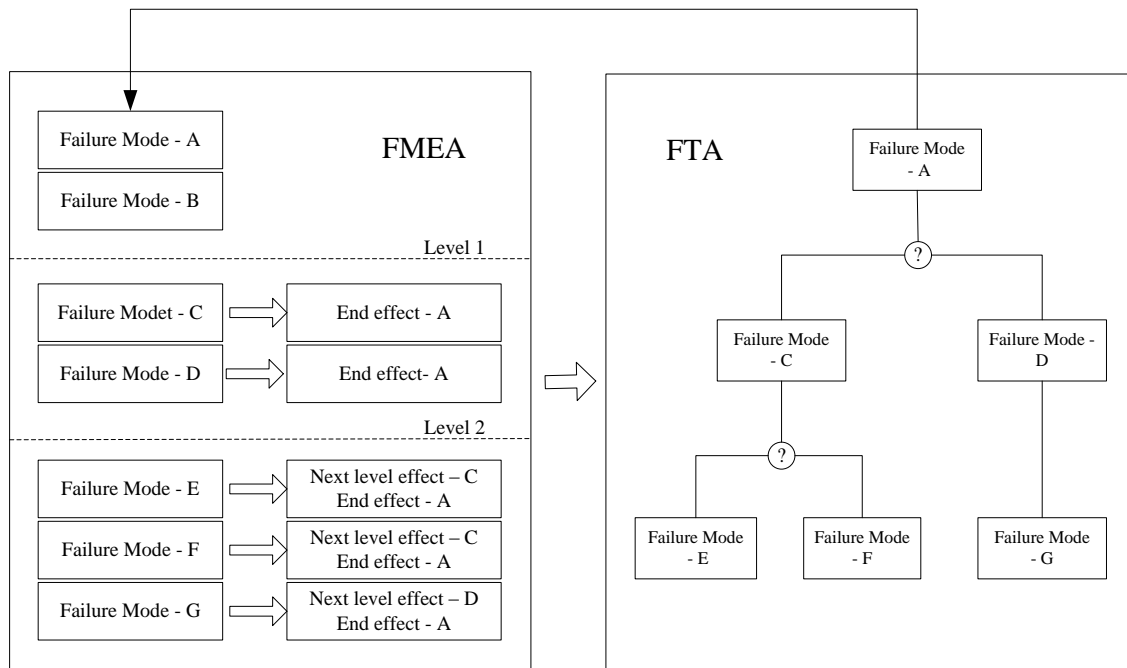 FMEA
Failure Mode - A
Failure Mode - B
Level 1
Failure Modet - C
End effect - A
Failure Mode - D
End effect- A
Level 2
Failure Mode - E
Next level effect – C
End effect - A
Failure Mode - F
Next level effect – C
End effect - A
Failure Mode - G
Next level effect – D
End effect - A
FTA
Failure Mode
- A
?
Failure Mode
- C
Failure Mode -
D
?
Failure Mode
- E
Failure Mode
- F
Failure Mode
- G